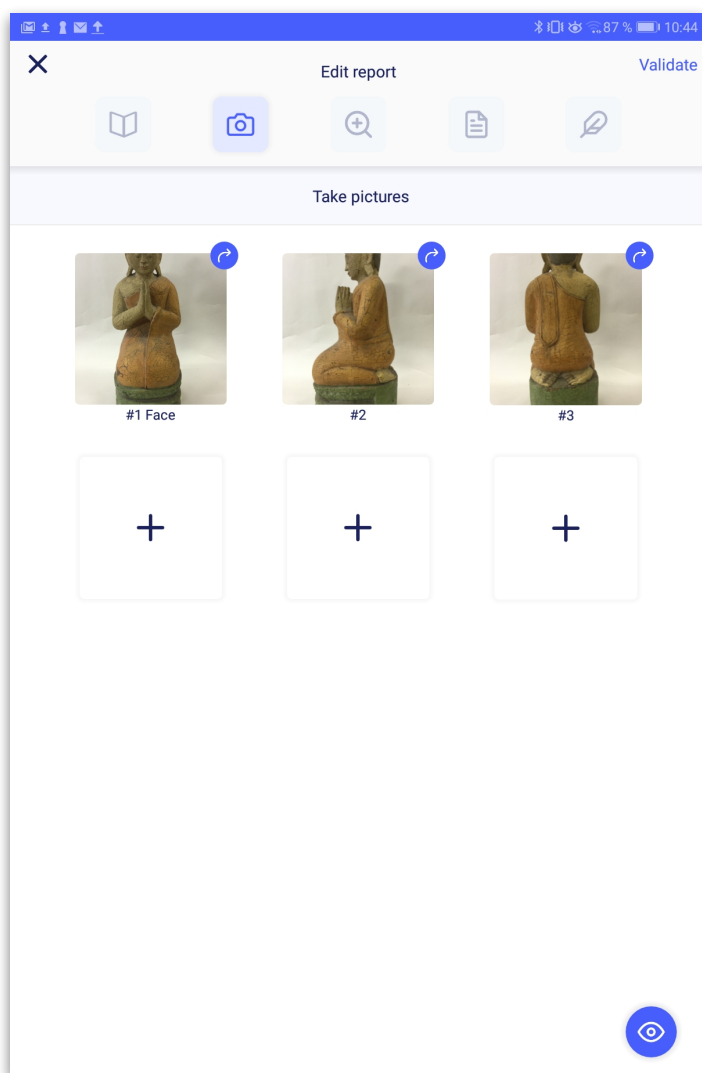 87 % 10:44
Edit report
Validate
Take pictures
#1 Face
#2
#3